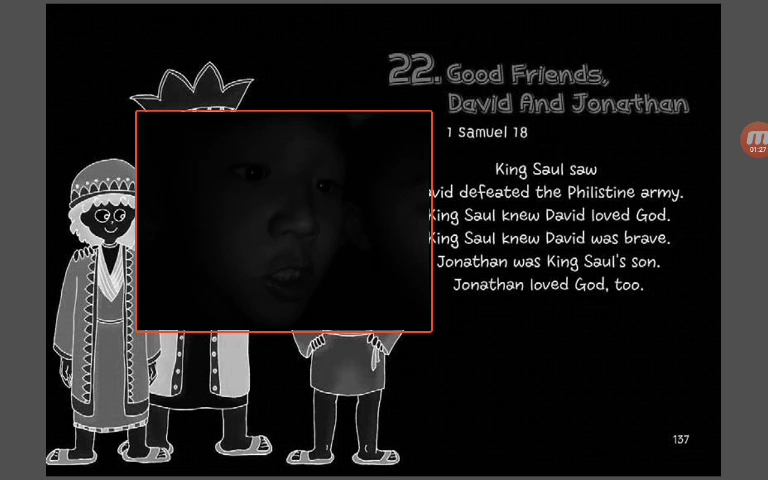 22. Good Friends,
David And Jonathan
1 Samuel 18
King Saul saw
vid defeated the Philistine army.
King Saul knew David loved God.
King Saul knew David was brave.
Jonathan was King Saul's son.
Jonathan loved God, too.
01:27
137